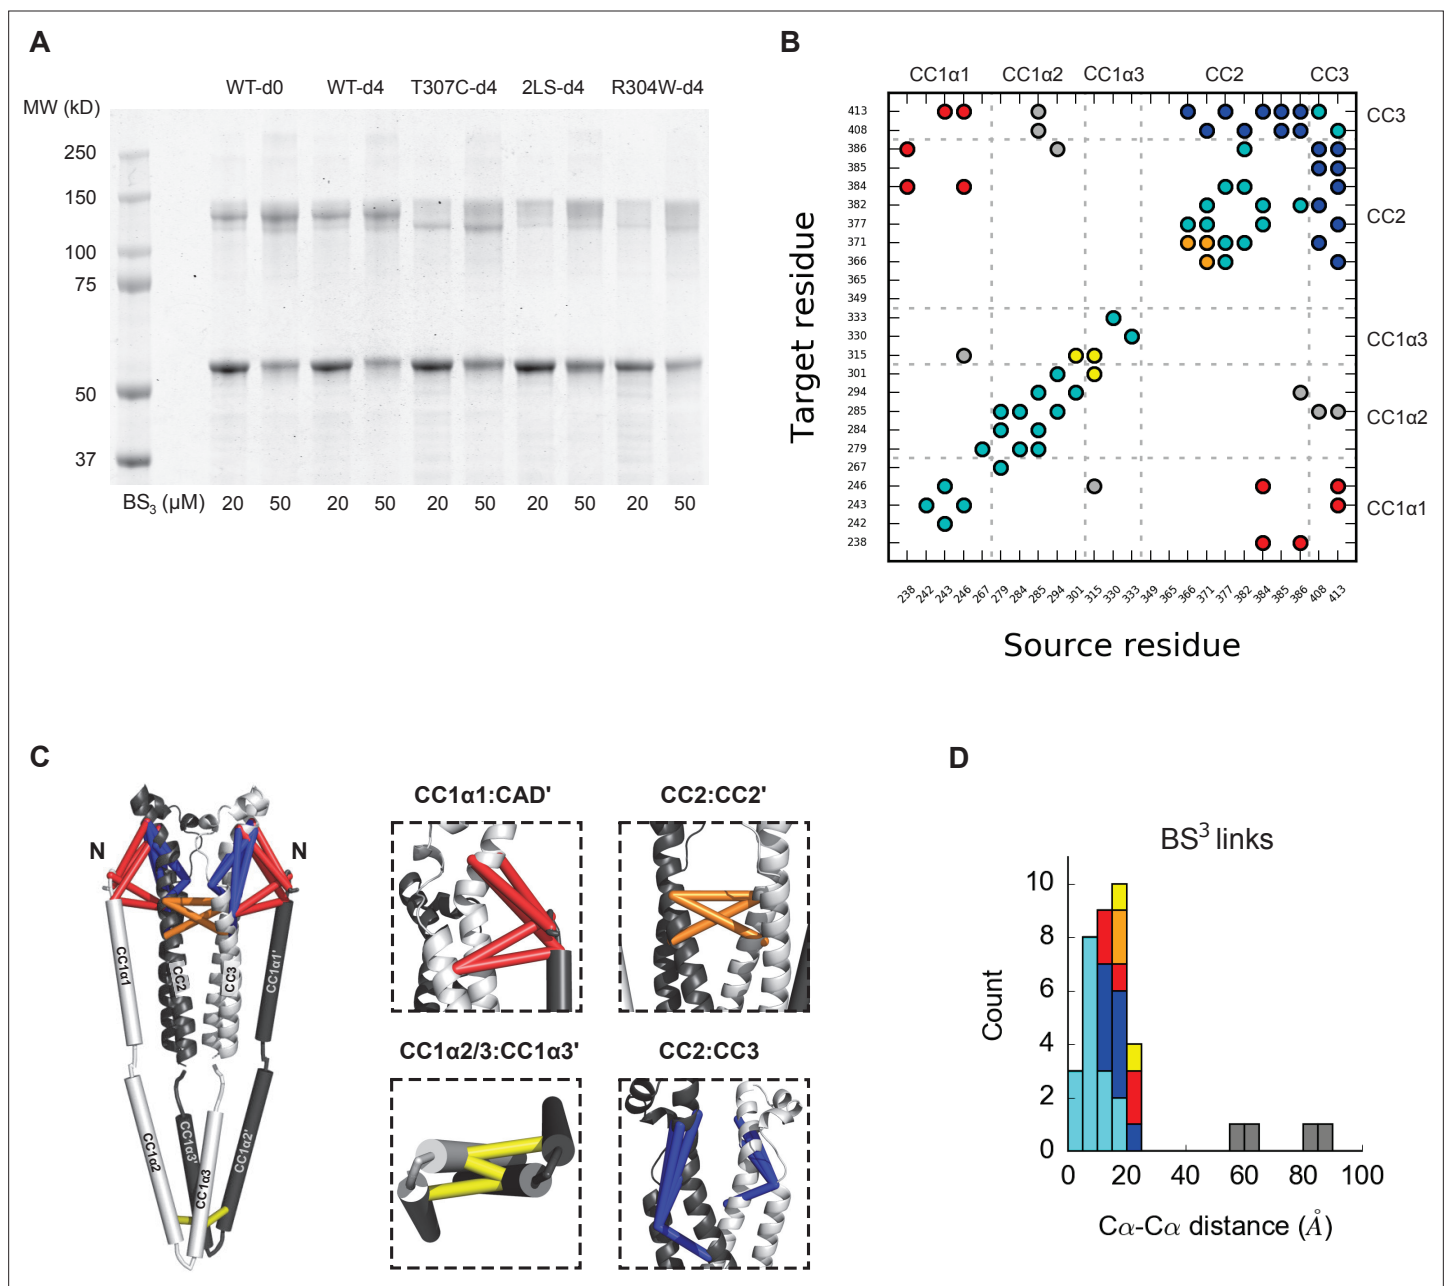 A
WT-d0 WT-d4 T307C-d4 2LS-d4 R304W-d4
MW (kD)
250
150
100
75
50
37
BS3 (µM) 20 50 20 50 20 50 20 50 20 50
B
CC1α1 CC1α2 CC1α3 CC2 CC3
Target residue
413
408
386
385
384
382
377
371
366
365
349
333
330
315
301
294
285
284
279
267
246
243
242
238
CC3
CC2
CC1α3
CC1α2
CC1α1
238 242 243 246 267 279 284 285 294 301 315 330 333 349 365 366 371 377 382 384 385 386 408 413
Source residue
C
N N
CC1α1 CC2 CC3 CC1α1'
CC1α2 CC1α3' CC1α3 CC1α2'
CC1α1:CAD' CC2:CC2'
CC1α2/3:CC1α3' CC2:CC3
D
BS3 links
Count
10
8
6
4
2
0
0 20 40 60 80 100
Cα-Cα distance (Å)